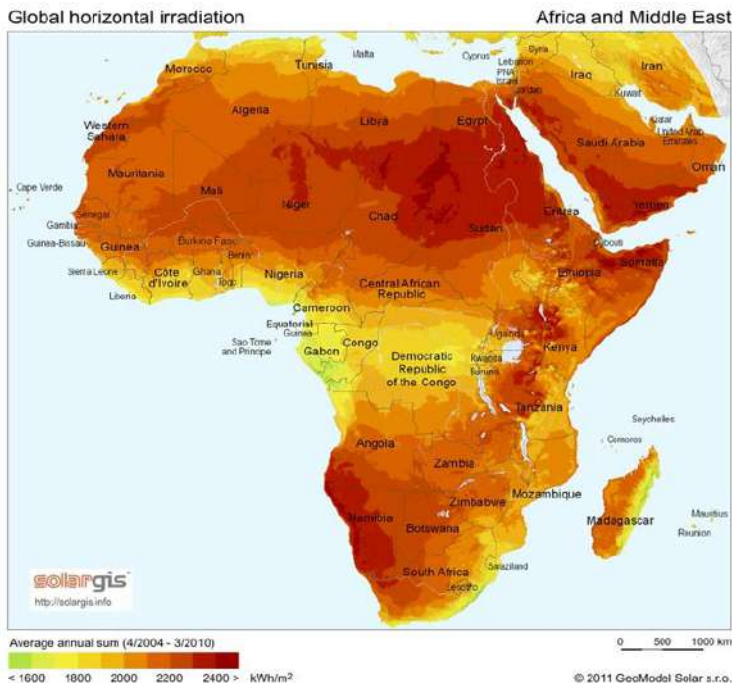 Global horizontal irradiation
Africa and Middle East
Malta
Cyprus
Syria
Lebanon
PNA
Israel
Jordan
Iraq
Iran
Kuwait
Qatar
United Arab
Emirates
Morocco
Tunisia
Algeria
Libya
Egypt
Saudi Arabia
Western
Sahara
Oman
Mauritania
Cape Verde
Mali
Niger
Chad
Sudan
Eritrea
Yemen
Senegal
Gambia
Guinea-Bissau
Guinea
Burkina Faso
Benin
Djibouti
Sierra Leone
Liberia
Côte
d'Ivoire
Ghana
Togo
Nigeria
Central African
Republic
Ethiopia
Somalia
Cameroon
Equatorial
Guinea
Sao Tome
and Principe
Gabon
Congo
Democratic
Republic
of the Congo
Uganda
Rwanda
Burundi
Kenya
Tanzania
Seychelles
Comoros
Angola
Zambia
Mozambique
Zimbabwe
Namibia
Botswana
Madagascar
Mauritius
Reunion
Swaziland
South Africa
Lesotho
solargis
http://solargis.info
Average annual sum (4/2004 - 3/2010)
< 1600 1800 2000 2200 2400 > kWh/m²
0 500 1000 km
© 2011 GeoModel Solar s.r.o.